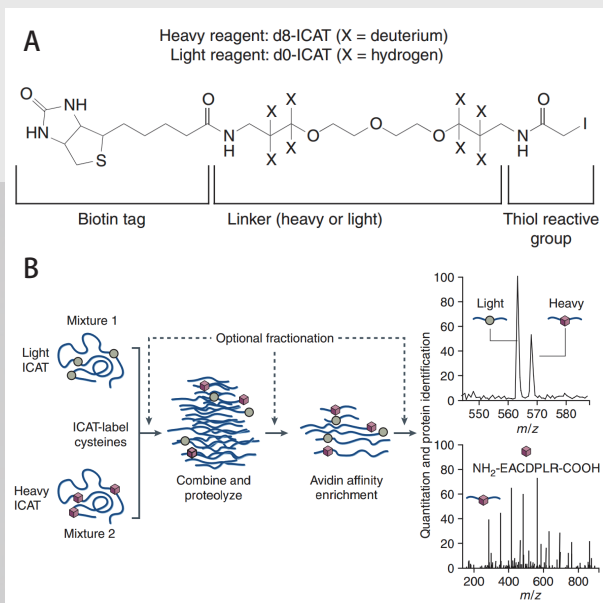 A
Heavy reagent: d8-ICAT (X = deuterium)
Light reagent: d0-ICAT (X = hydrogen)
O
NH
HN
S
O
N
H
X
X
X
X
O
O
O
X
X
X
X
N
H
O
I
Biotin tag
Linker (heavy or light)
Thiol reactive
group
B
Mixture 1
Light
ICAT
ICAT-label
cysteines
Heavy
ICAT
Mixture 2
Optional fractionation
Combine and
proteolyze
Avidin affinity
enrichment
Quantitation and protein identification
100
80
60
40
20
0
Light
Heavy
550 560 570 580
m/z
100
80
60
40
20
0
NH₂-EACDPLR-COOH
200 400 600 800
m/z